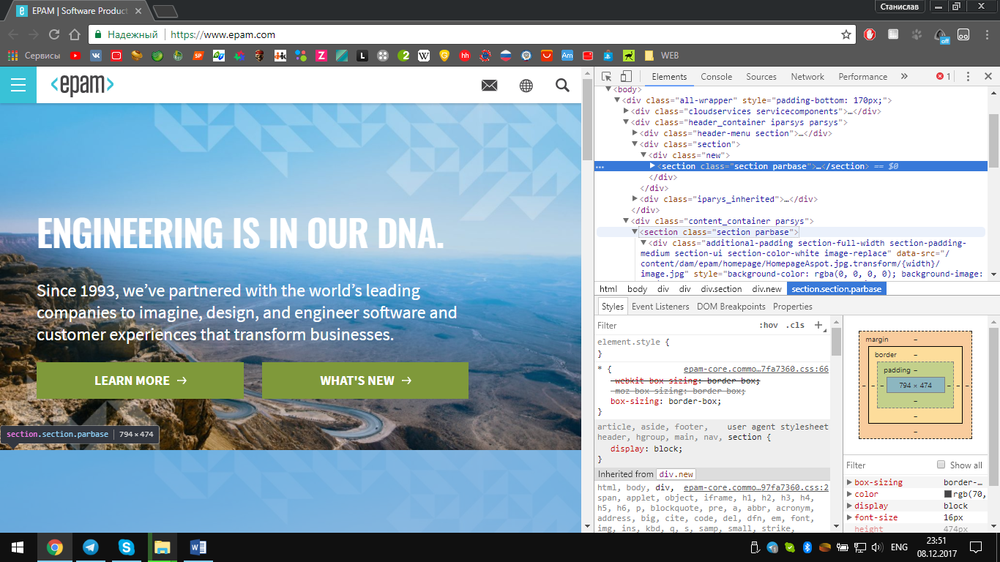 EPAM | Software Product
Станислав
Надежный
https://www.epam.com
off
Сервисы
SP
Z
L
2
W
G
hh
Am
WEB
<epam>
Elements
Console
Sources
Network
Performance
»
1
ENGINEERING IS IN OUR DNA.
Since 1993, we’ve partnered with the world’s leading
companies to imagine, design, and engineer software and
customer experiences that transform businesses.
LEARN MORE →
WHAT'S NEW →
section.section.parbase | 794 × 474
<body>
<div class="all-wrapper" style="padding-bottom: 170px;">
<div class="cloudservices servicecomponents">…</div>
<div class="header_container iparsys parsys">
<div class="header-menu section">…</div>
<div class="section">
<div class="new">
… <section class="section parbase">…</section> == $0
</div>
</div>
<div class="iparys_inherited">…</div>
</div>
<div class="content_container parsys">
<section class="section parbase">
<div class="additional-padding section-full-width section-padding-
medium section-ui section-color-white image-replace" data-src="/
content/dam/epam/homepage/HomepageAspot.jpg.transform/{width}/
image.jpg" style="background-color: rgba(0, 0, 0, 0); background-image:
html body div div div.section div.new section.section.parbase
Styles Event Listeners DOM Breakpoints Properties
Filter :hov .cls +
element.style {
}
* { epam-core.commo…7fa7360.css:66
-webkit-box-sizing: border-box;
-moz-box-sizing: border-box;
box-sizing: border-box;
}
article, aside, footer, user agent stylesheet
header, hgroup, main, nav, section {
display: block;
}
Inherited from div.new
html, body, div, epam-core.commo…97fa7360.css:2
span, applet, object, iframe, h1, h2, h3, h4,
h5, h6, p, blockquote, pre, a, abbr, acronym,
address, big, cite, code, del, dfn, em, font,
img, ins, kbd, q, s, samp, small, strike,
margin –
border –
padding –
– – – 794 × 474 – – –
–
–
–
Filter Show all
box-sizing border-…
color rgb(70,
display block
font-size 16px
height 474px
ENG
23:51
08.12.2017